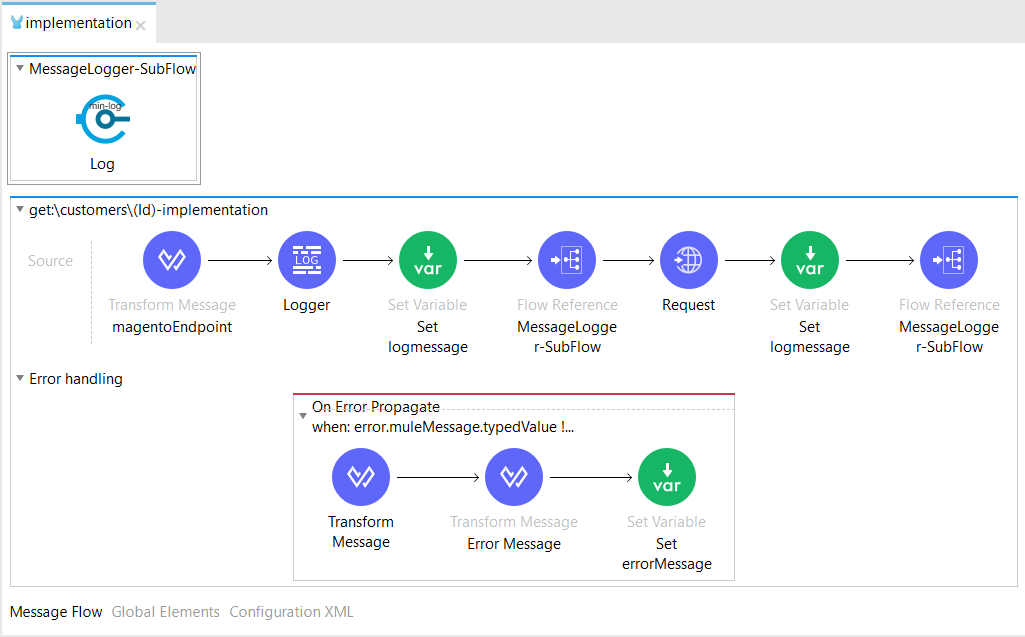 implementation
MessageLogger-SubFlow
min-log
Log
get:\customers\(Id)-implementation
Source
LOG
var
var
Transform Message
magentoEndpoint
Logger
Set Variable
Set
logmessage
Flow Reference
MessageLogge
r-SubFlow
Request
Set Variable
Set
logmessage
Flow Reference
MessageLogge
r-SubFlow
Error handling
On Error Propagate
when: error.muleMessage.typedValue !...
var
Transform
Message
Transform Message
Error Message
Set Variable
Set
errorMessage
Message Flow Global Elements Configuration XML